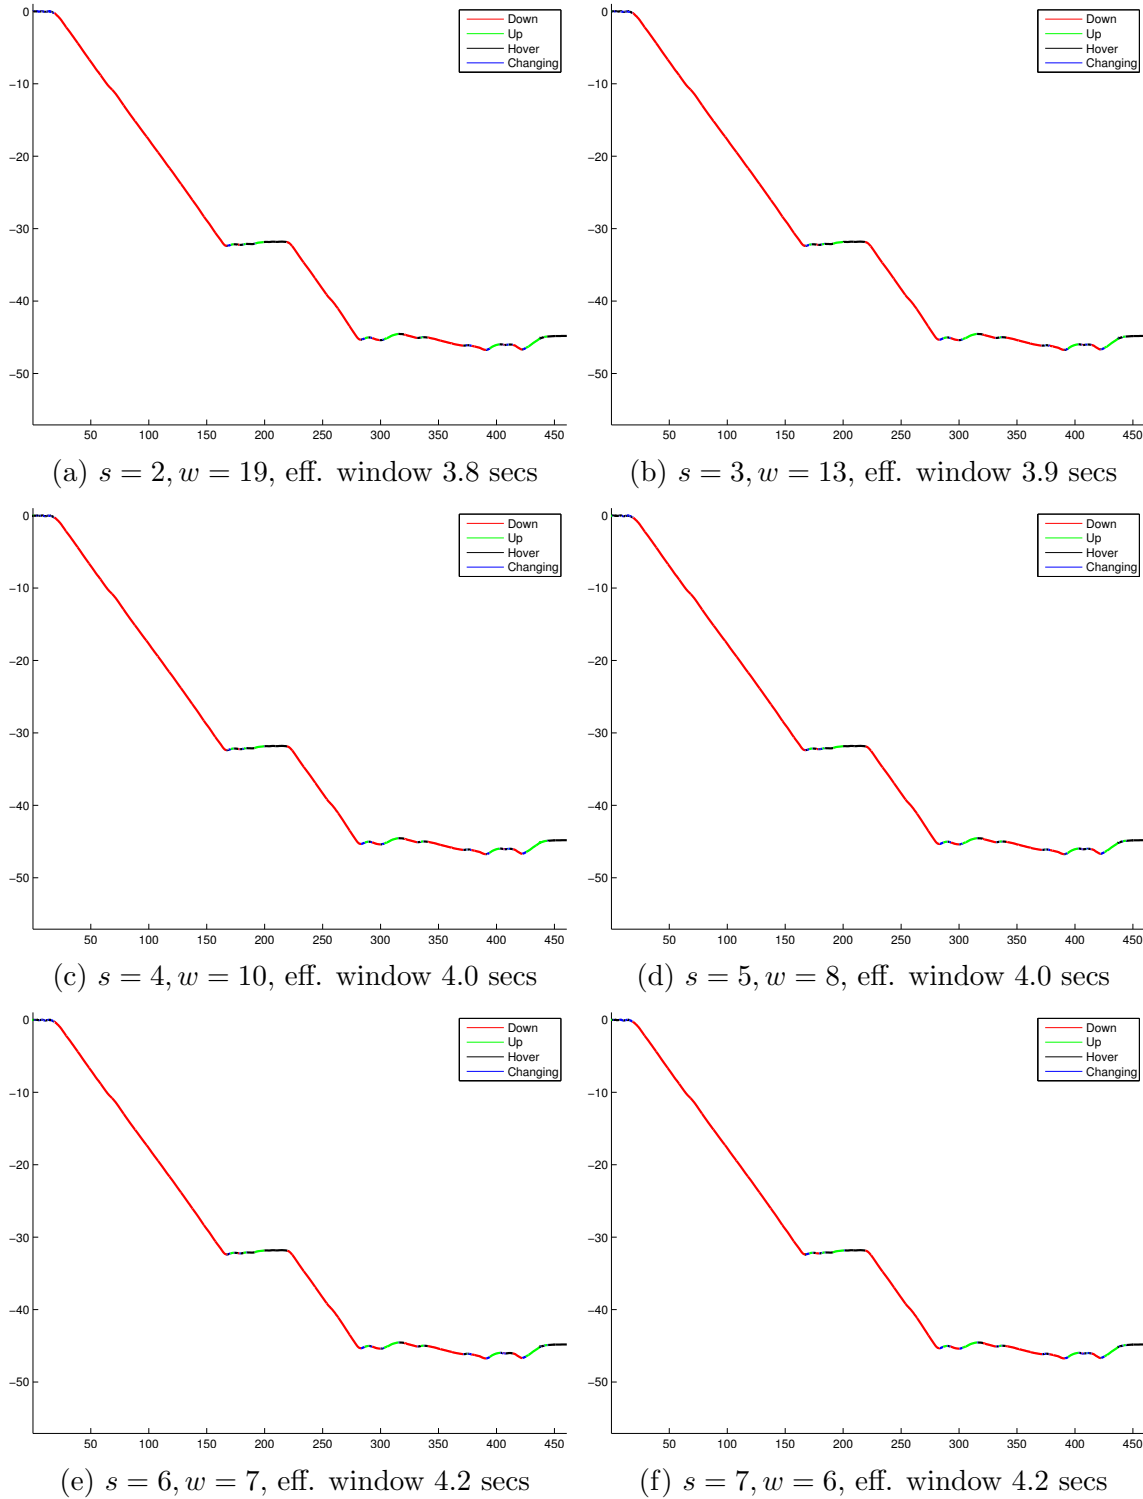 0
−10
−20
−30
−40
−50
50 100 150 200 250 300 350 400 450
Down
Up
Hover
Changing
(a) s = 2, w = 19, eff. window 3.8 secs
0
−10
−20
−30
−40
−50
50 100 150 200 250 300 350 400 450
Down
Up
Hover
Changing
(b) s = 3, w = 13, eff. window 3.9 secs
0
−10
−20
−30
−40
−50
50 100 150 200 250 300 350 400 450
Down
Up
Hover
Changing
(c) s = 4, w = 10, eff. window 4.0 secs
0
−10
−20
−30
−40
−50
50 100 150 200 250 300 350 400 450
Down
Up
Hover
Changing
(d) s = 5, w = 8, eff. window 4.0 secs
0
−10
−20
−30
−40
−50
50 100 150 200 250 300 350 400 450
Down
Up
Hover
Changing
(e) s = 6, w = 7, eff. window 4.2 secs
0
−10
−20
−30
−40
−50
50 100 150 200 250 300 350 400 450
Down
Up
Hover
Changing
(f) s = 7, w = 6, eff. window 4.2 secs